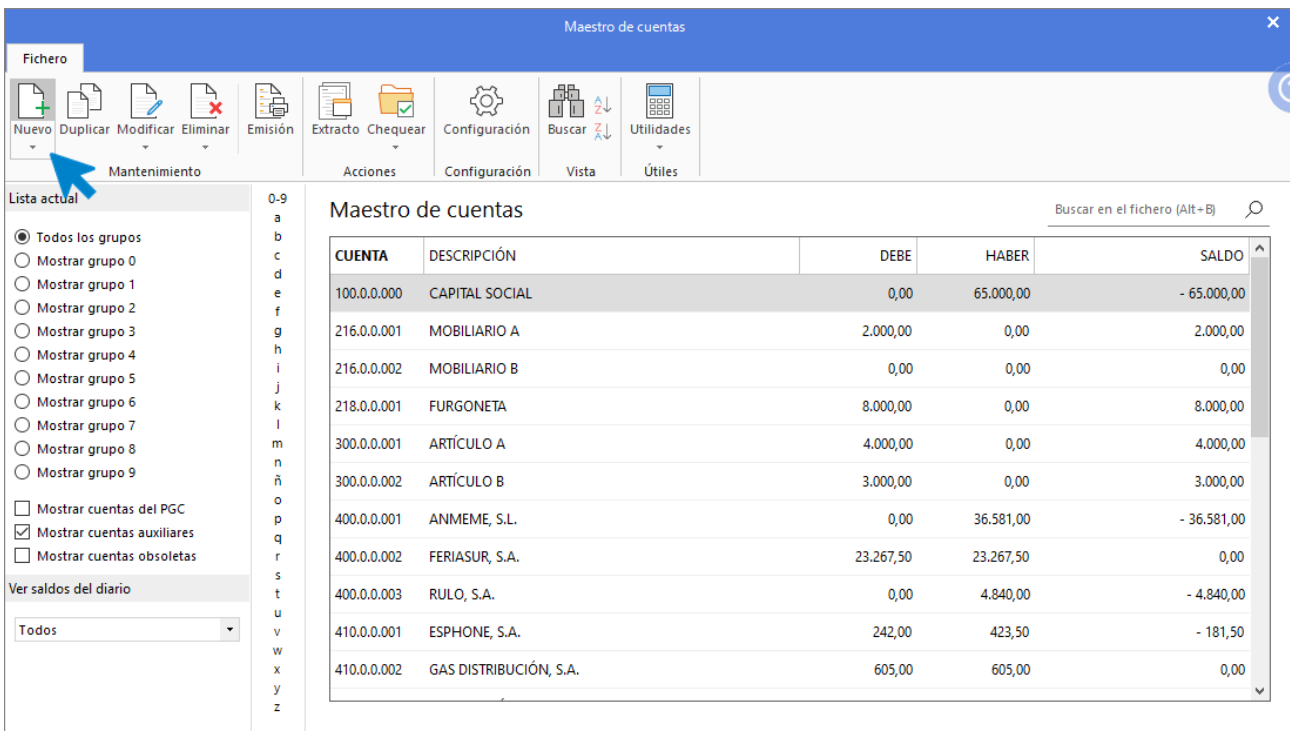 Maestro de cuentas
Fichero
Nuevo Duplicar Modificar Eliminar Emisión Extracto Chequear Configuración Buscar Utilidades
Mantenimiento Acciones Configuración Vista Útiles
Lista actual
Todos los grupos
Mostrar grupo 0
Mostrar grupo 1
Mostrar grupo 2
Mostrar grupo 3
Mostrar grupo 4
Mostrar grupo 5
Mostrar grupo 6
Mostrar grupo 7
Mostrar grupo 8
Mostrar grupo 9
Mostrar cuentas del PGC
Mostrar cuentas auxiliares
Mostrar cuentas obsoletas
Ver saldos del diario
Todos
0-9
a
b
c
d
e
f
g
h
i
j
k
l
m
n
ñ
o
p
q
r
s
t
u
v
w
x
y
z
Maestro de cuentas
Buscar en el fichero (Alt+B)
CUENTA DESCRIPCIÓN DEBE HABER SALDO
100.0.0.000 CAPITAL SOCIAL 0,00 65.000,00 - 65.000,00
216.0.0.001 MOBILIARIO A 2.000,00 0,00 2.000,00
216.0.0.002 MOBILIARIO B 0,00 0,00 0,00
218.0.0.001 FURGONETA 8.000,00 0,00 8.000,00
300.0.0.001 ARTÍCULO A 4.000,00 0,00 4.000,00
300.0.0.002 ARTÍCULO B 3.000,00 0,00 3.000,00
400.0.0.001 ANMEME, S.L. 0,00 36.581,00 - 36.581,00
400.0.0.002 FERIASUR, S.A. 23.267,50 23.267,50 0,00
400.0.0.003 RULO, S.A. 0,00 4.840,00 - 4.840,00
410.0.0.001 ESPHONE, S.A. 242,00 423,50 - 181,50
410.0.0.002 GAS DISTRIBUCIÓN, S.A. 605,00 605,00 0,00